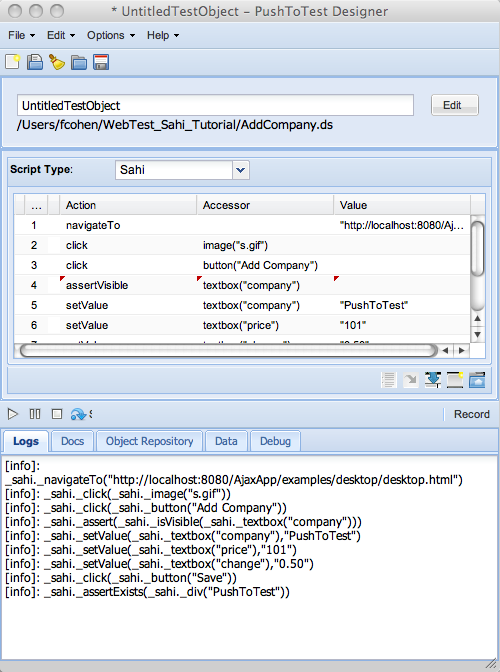 * UntitledTestObject - PushToTest Designer
File Edit Options Help
UntitledTestObject Edit
/Users/fcohen/WebTest_Sahi_Tutorial/AddCompany.ds
Script Type: Sahi
... Action Accessor Value
1 navigateTo "http://localhost:8080/Aj...
2 click image("s.gif")
3 click button("Add Company")
4 assertVisible textbox("company")
5 setValue textbox("company") "PushToTest"
6 setValue textbox("price") "101"
Record
Logs Docs Object Repository Data Debug
[info]:
_sahi._navigateTo("http://localhost:8080/AjaxApp/examples/desktop/desktop.html")
[info]: _sahi._click(_sahi._image("s.gif"))
[info]: _sahi._click(_sahi._button("Add Company"))
[info]: _sahi._assert(_sahi._isVisible(_sahi._textbox("company")))
[info]: _sahi._setValue(_sahi._textbox("company"),"PushToTest")
[info]: _sahi._setValue(_sahi._textbox("price"),"101")
[info]: _sahi._setValue(_sahi._textbox("change"),"0.50")
[info]: _sahi._click(_sahi._button("Save"))
[info]: _sahi._assertExists(_sahi._div("PushToTest"))